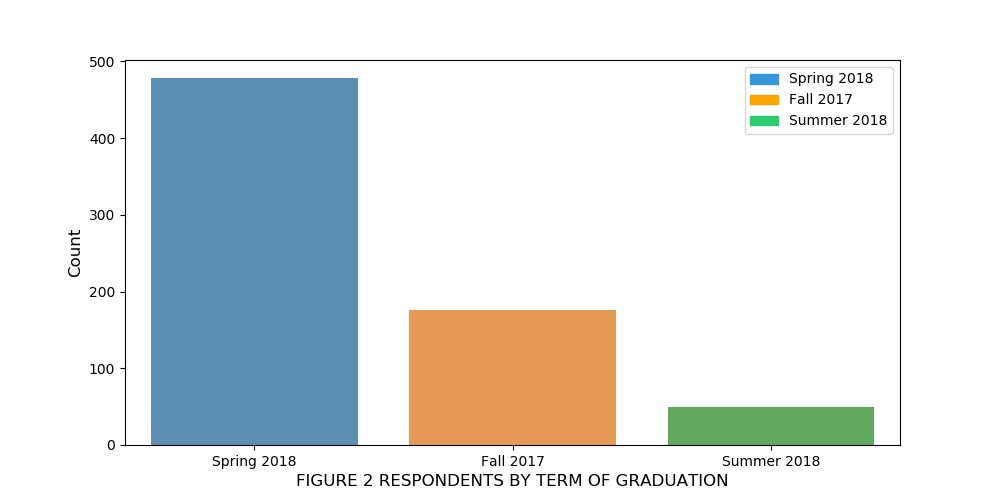 500
400
300
200
100
0
Count
Spring 2018
Fall 2017
Summer 2018
Spring 2018
Fall 2017
Summer 2018
FIGURE 2 RESPONDENTS BY TERM OF GRADUATION